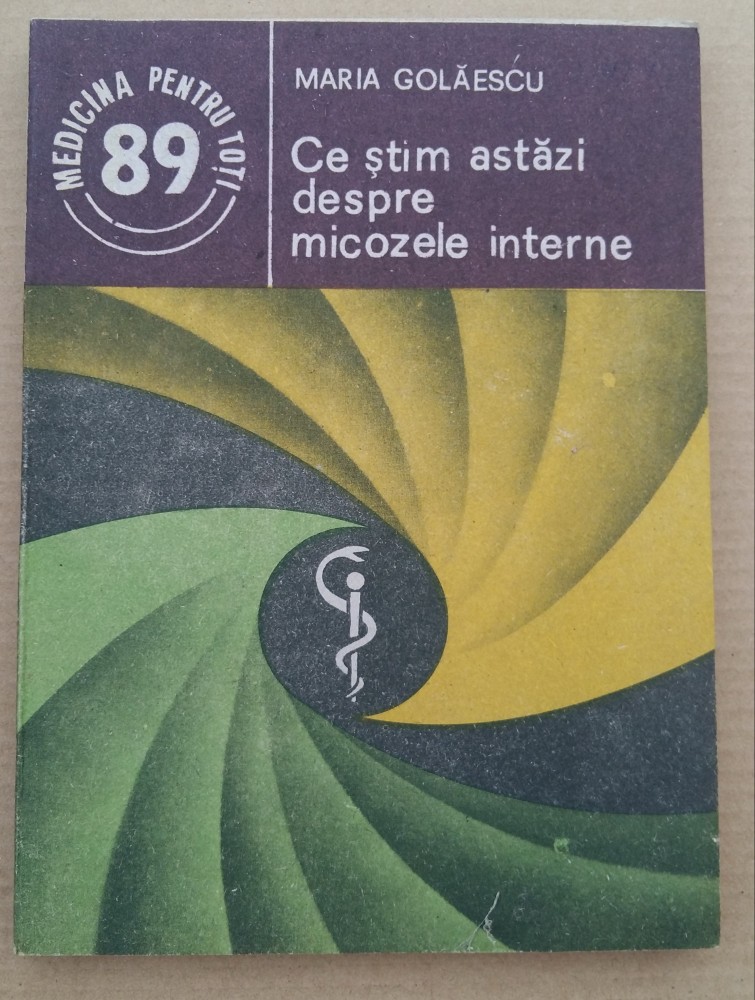 MEDICINA PENTRU TOȚI
89
MARIA GOLĂESCU
Ce ştim astăzi
despre
micozele interne